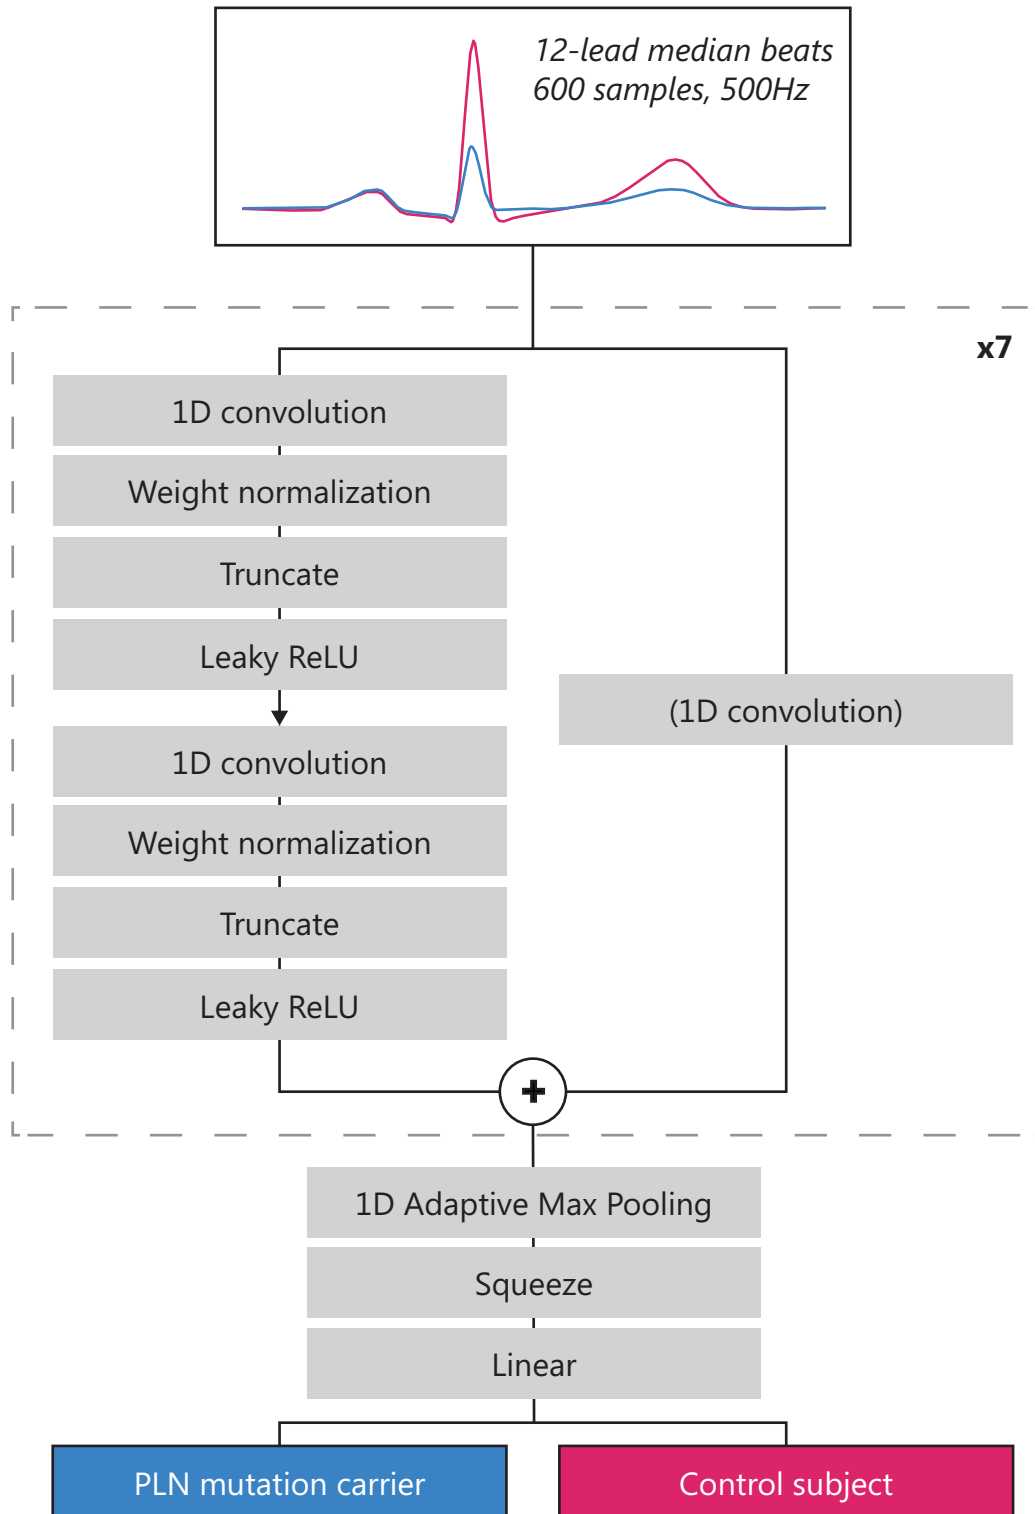 12-lead median beats
600 samples, 500Hz
x7
1D convolution
Weight normalization
Truncate
Leaky ReLU
(1D convolution)
1D convolution
Weight normalization
Truncate
Leaky ReLU
+
1D Adaptive Max Pooling
Squeeze
Linear
PLN mutation carrier
Control subject